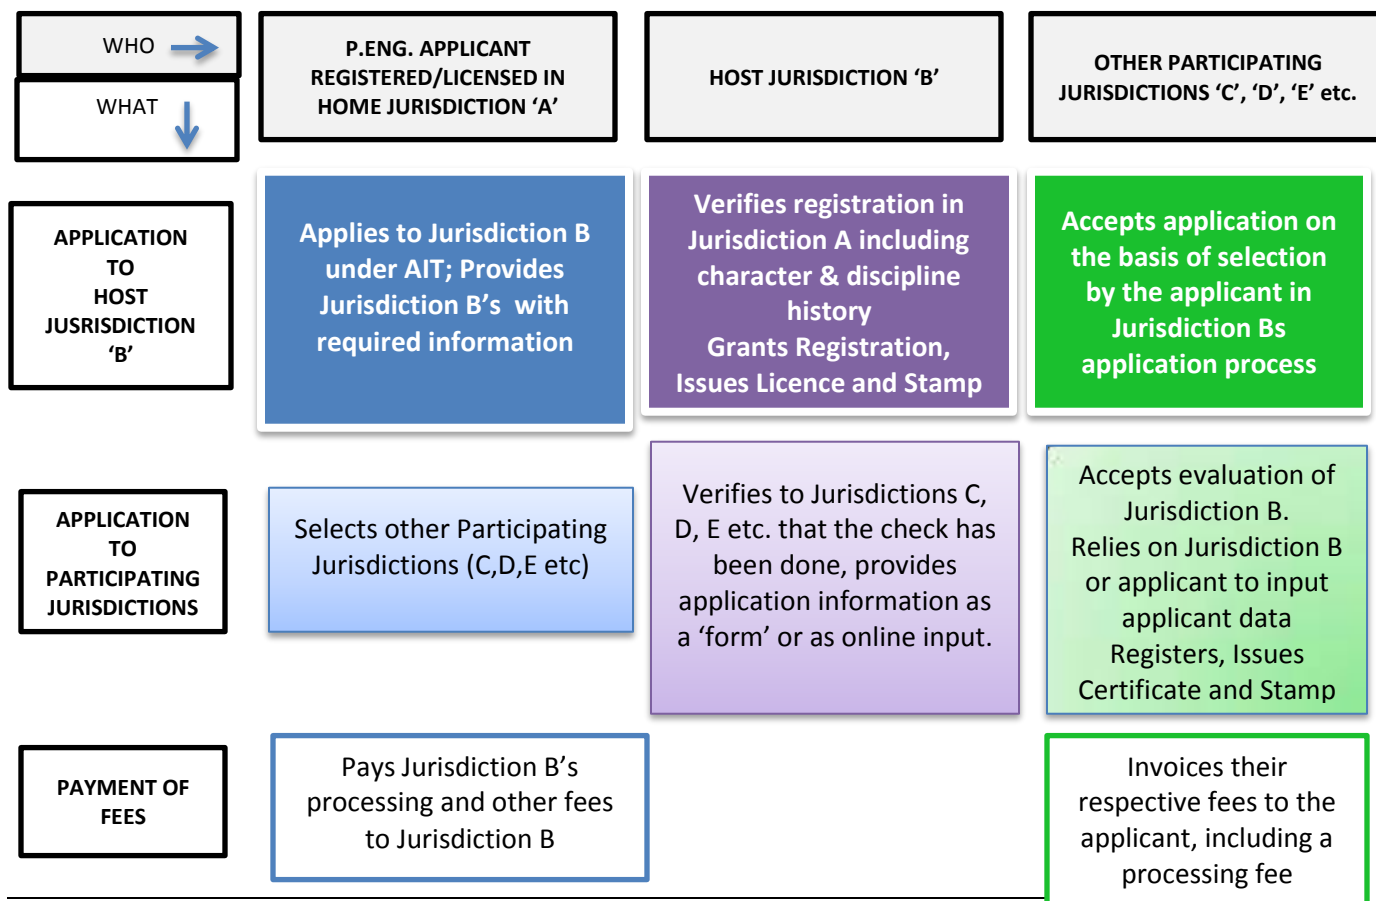 WHO
WHAT
P.ENG. APPLICANT
REGISTERED/LICENSED IN
HOME JURISDICTION ‘A’
HOST JURISDICTION ‘B’
OTHER PARTICIPATING
JURISDICTIONS ‘C’, ‘D’, ‘E’ etc.
APPLICATION
TO
HOST
JUSRISDICTION
‘B’
Applies to Jurisdiction B
under AIT; Provides
Jurisdiction B’s with
required information
Verifies registration in
Jurisdiction A including
character & discipline
history
Grants Registration,
Issues Licence and Stamp
Accepts application on
the basis of selection
by the applicant in
Jurisdiction Bs
application process
APPLICATION
TO
PARTICIPATING
JURISDICTIONS
Selects other Participating
Jurisdictions (C,D,E etc)
Verifies to Jurisdictions C,
D, E etc. that the check has
been done, provides
application information as
a ‘form’ or as online input.
Accepts evaluation of
Jurisdiction B.
Relies on Jurisdiction B
or applicant to input
applicant data
Registers, Issues
Certificate and Stamp
PAYMENT OF
FEES
Pays Jurisdiction B’s
processing and other fees
to Jurisdiction B
Invoices their
respective fees to the
applicant, including a
processing fee